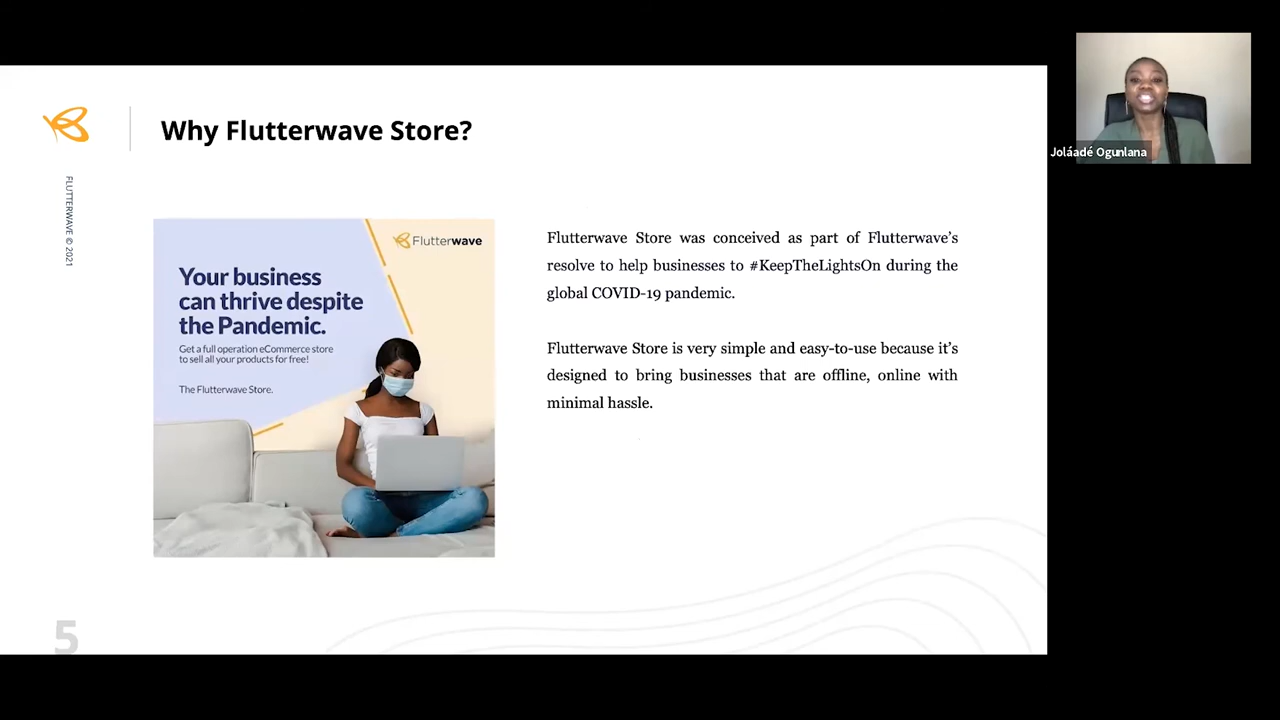 Why Flutterwave Store?
FLUTTERWAVE © 2021
Flutterwave
Your business
can thrive despite
the Pandemic.
Get a full operation eCommerce store
to sell all your products for free!
The Flutterwave Store.
Flutterwave Store was conceived as part of Flutterwave's
resolve to help businesses to #KeepTheLightsOn during the
global COVID-19 pandemic.
Flutterwave Store is very simple and easy-to-use because it's
designed to bring businesses that are offline, online with
minimal hassle.
5
Joláadé Ogunlana